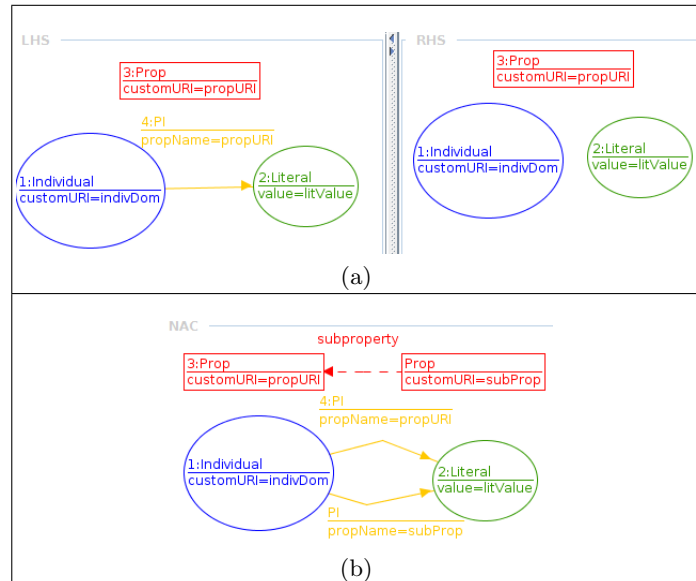 LHS
RHS
3:Prop
customURI=propURI
4:PI
propName=propURI
1:Individual
customURI=indivDom
2:Literal
value=litValue
3:Prop
customURI=propURI
1:Individual
customURI=indivDom
2:Literal
value=litValue
(a)
NAC
subproperty
3:Prop
customURI=propURI
Prop
customURI=subProp
4:PI
propName=propURI
1:Individual
customURI=indivDom
2:Literal
value=litValue
PI
propName=subProp
(b)